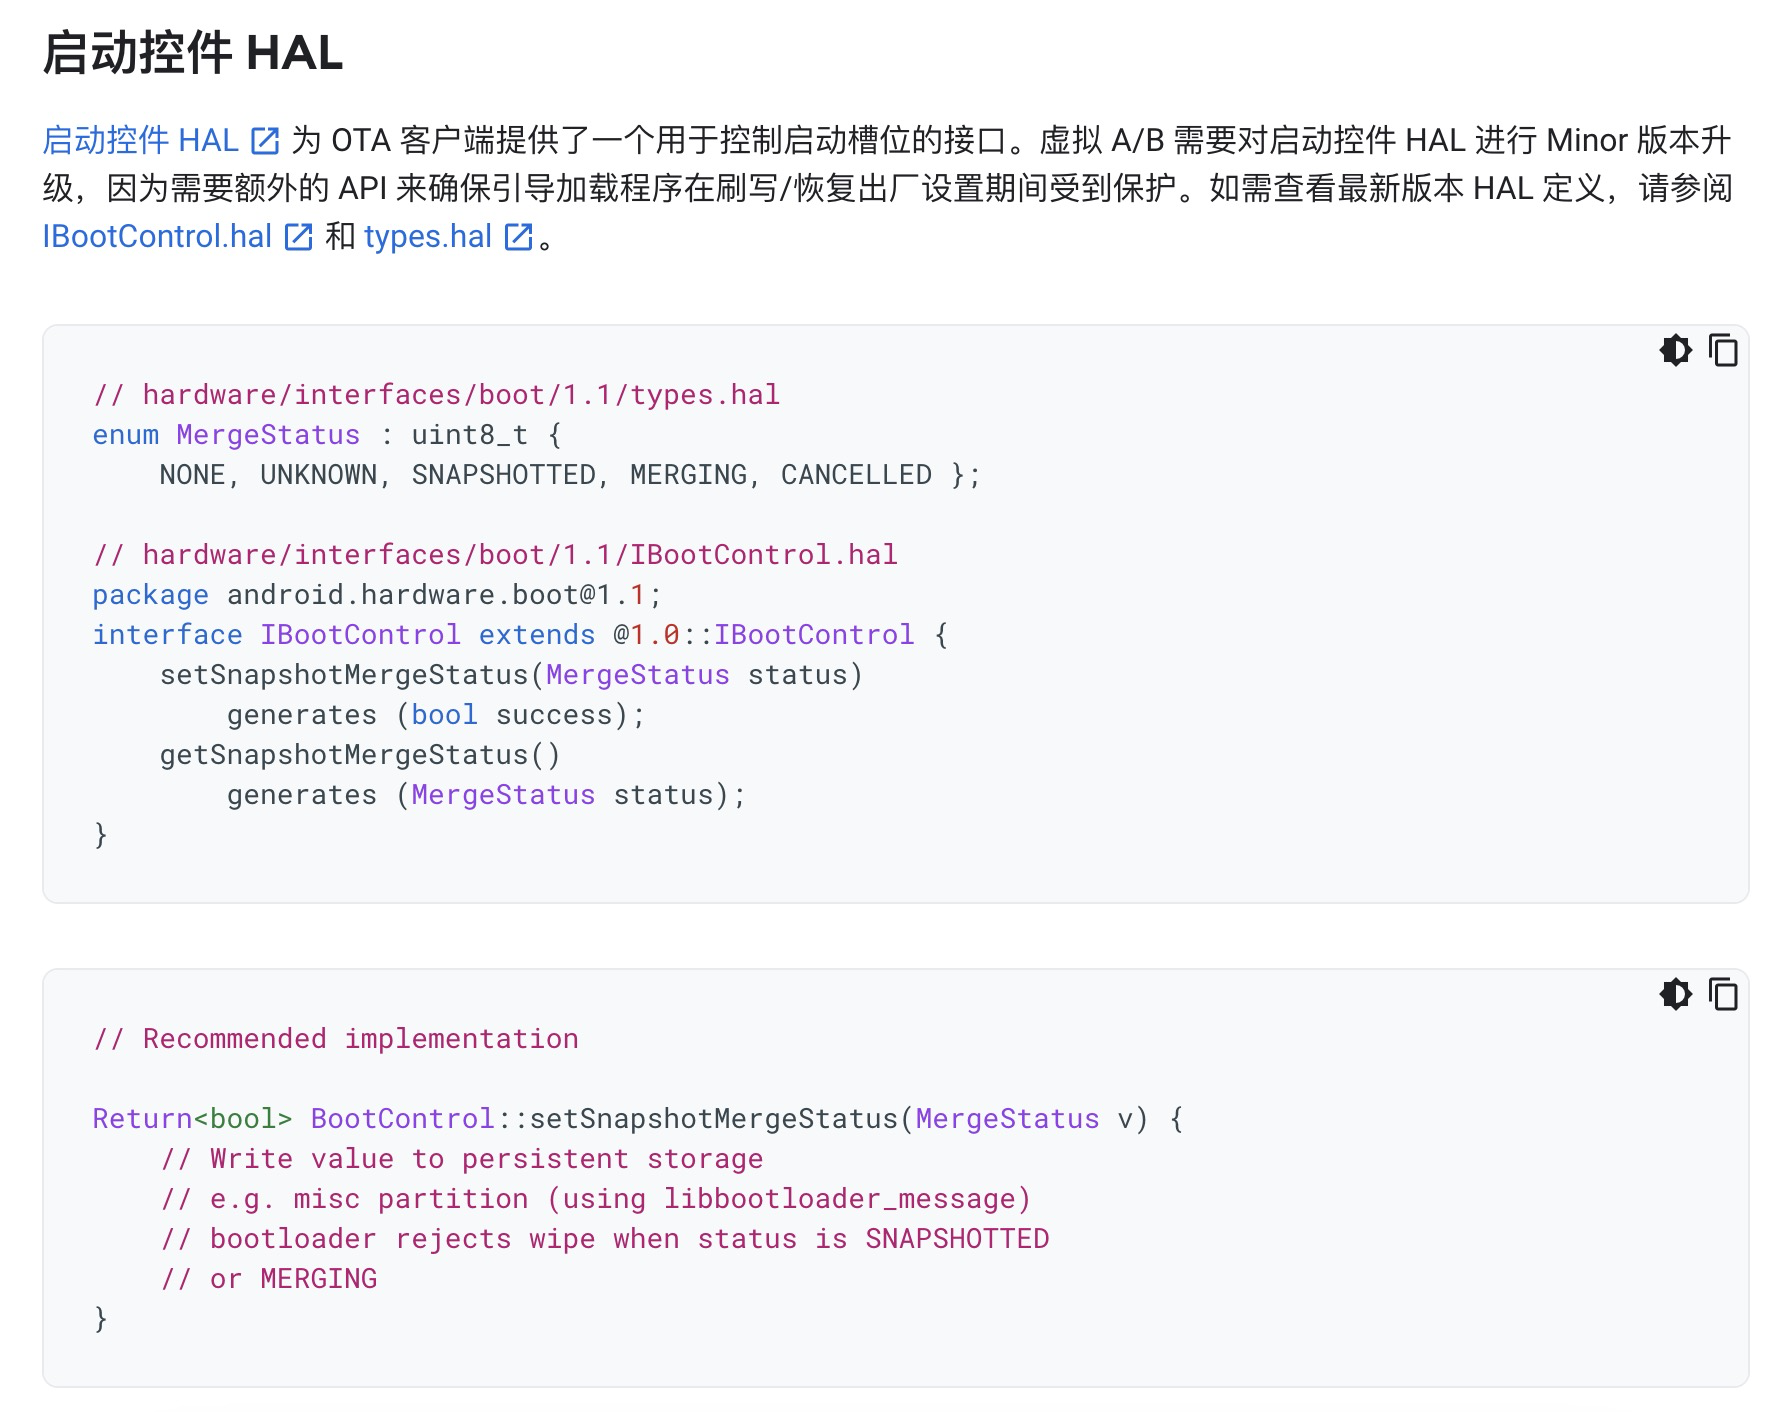 启动控件 HAL
启动控件 HAL 为 OTA 客户端提供了一个用于控制启动槽位的接口。虚拟 A/B 需要对启动控件 HAL 进行 Minor 版本升
级，因为需要额外的 API 来确保引导加载程序在刷写/恢复出厂设置期间受到保护。如需查看最新版本 HAL 定义，请参阅
IBootControl.hal 和 types.hal 。
// hardware/interfaces/boot/1.1/types.hal
enum MergeStatus : uint8_t {
    NONE, UNKNOWN, SNAPSHOTTED, MERGING, CANCELLED };
// hardware/interfaces/boot/1.1/IBootControl.hal
package android.hardware.boot@1.1;
interface IBootControl extends @1.0::IBootControl {
    setSnapshotMergeStatus(MergeStatus status)
        generates (bool success);
    getSnapshotMergeStatus()
        generates (MergeStatus status);
}
// Recommended implementation
Return<bool> BootControl::setSnapshotMergeStatus(MergeStatus v) {
    // Write value to persistent storage
    // e.g. misc partition (using libbootloader_message)
    // bootloader rejects wipe when status is SNAPSHOTTED
    // or MERGING
}